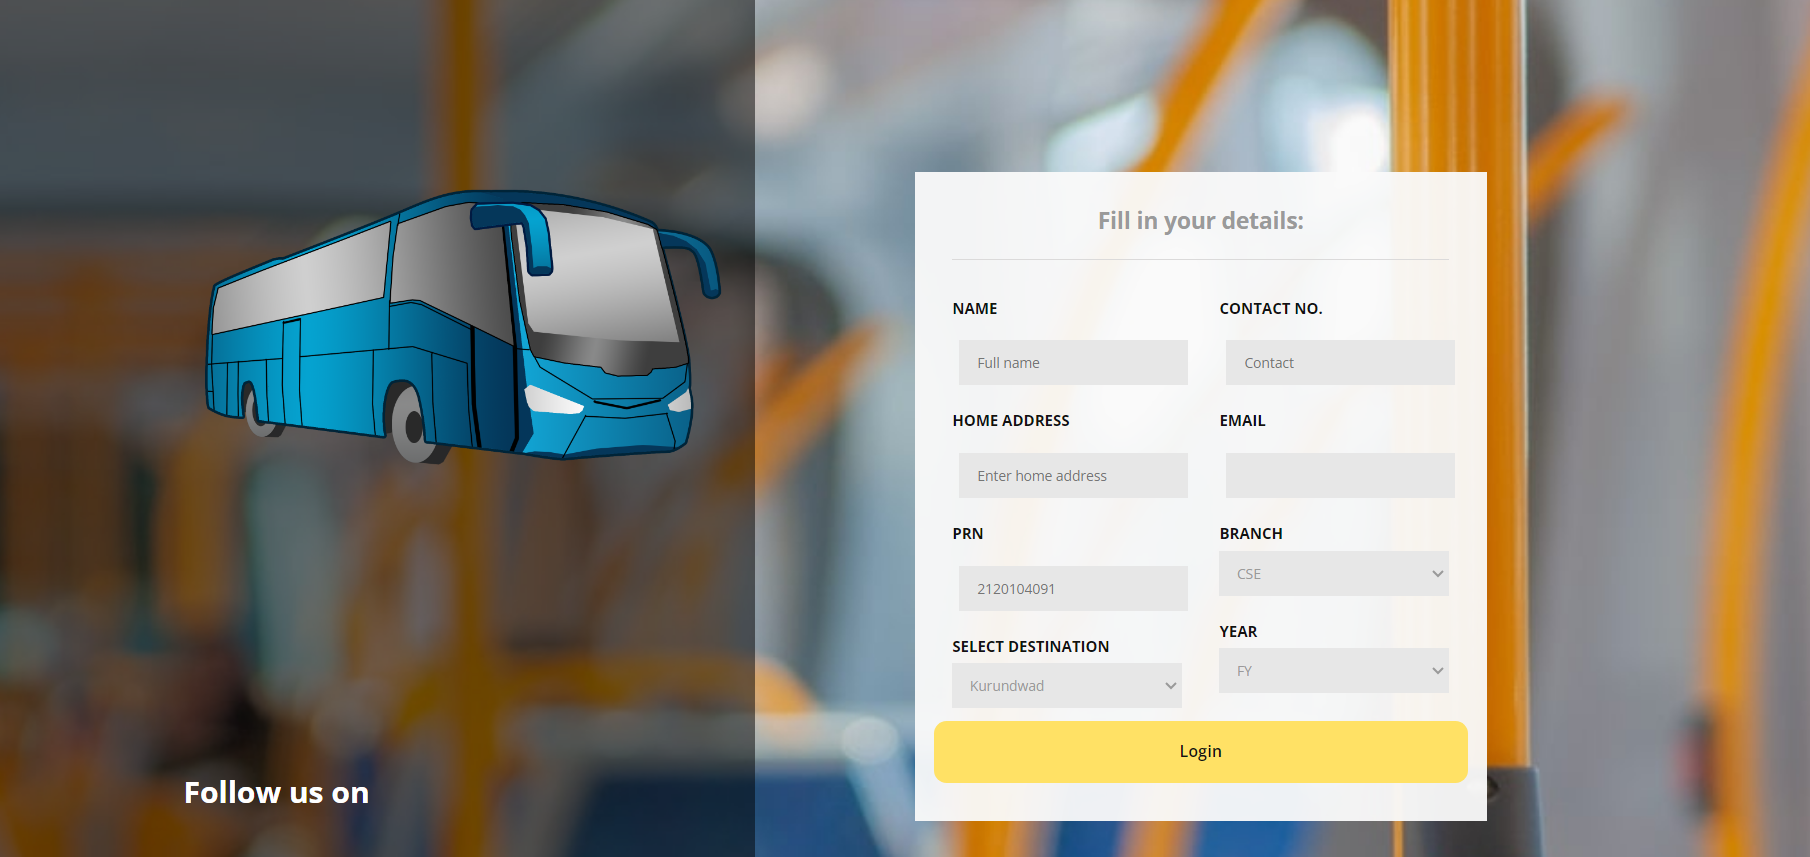 Fill in your details:
NAME
CONTACT NO.
Full name
Contact
HOME ADDRESS
EMAIL
Enter home address
PRN
BRANCH
2120104091
CSE
SELECT DESTINATION
YEAR
Kurundwad
FY
Login
Follow us on